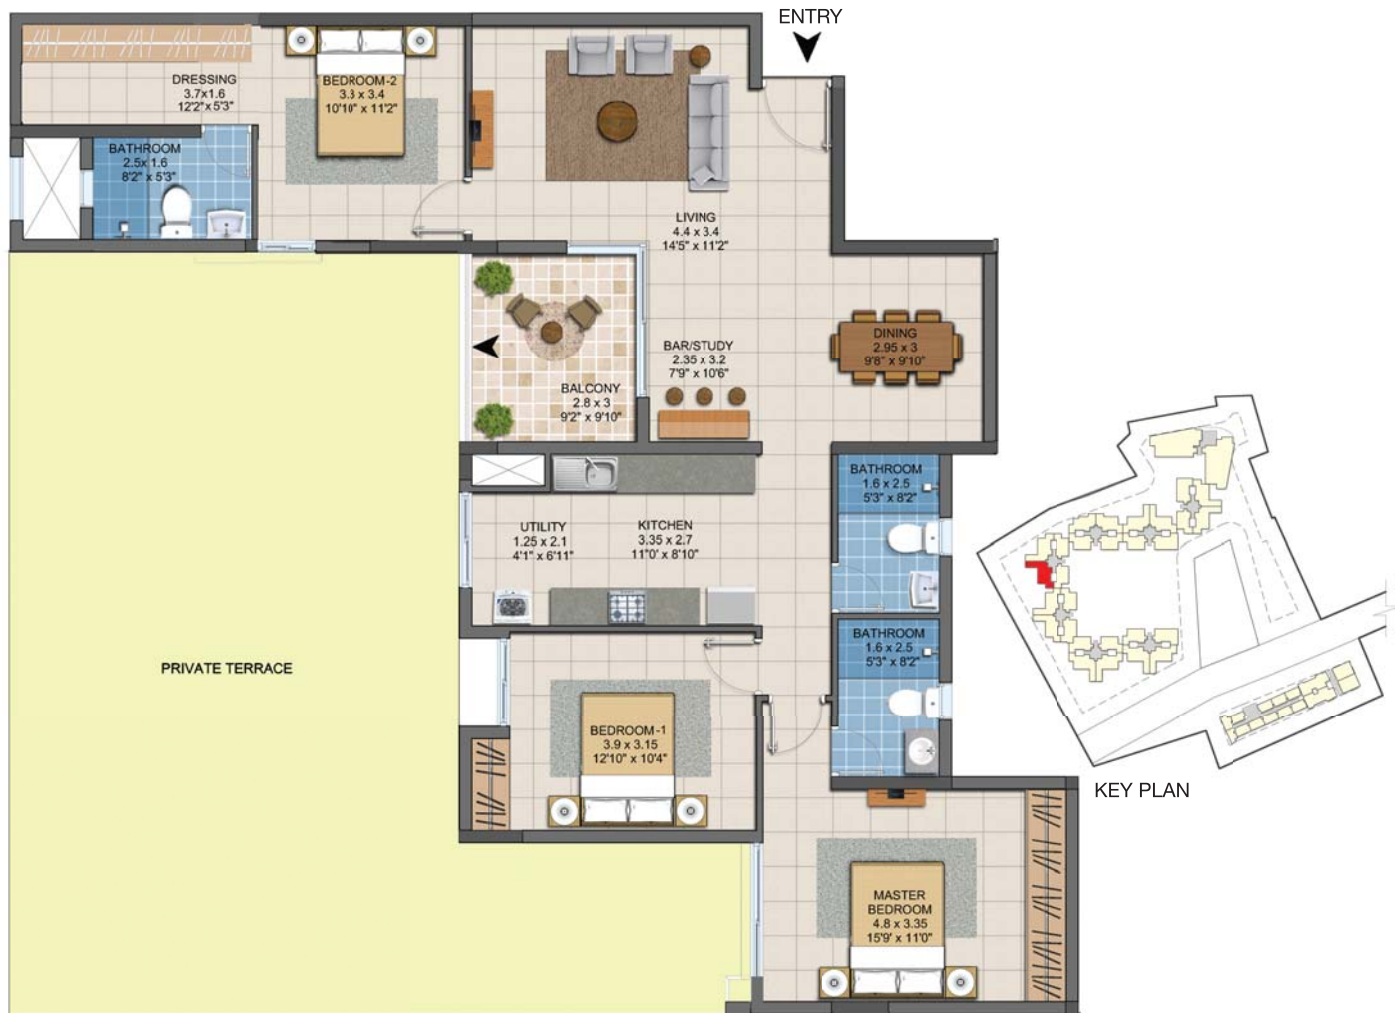 ENTRY
DRESSING
3.7x1.6
12'2" x 5'3"
BEDROOM-2
3.3 x 3.4
10'10" x 11'2"
BATHROOM
2.5x 1.6
8'2" x 5'3"
LIVING
4.4 x 3.4
14'5" x 11'2"
BAR/STUDY
2.35 x 3.2
7'9" x 10'6"
DINING
2.95 x 3
9'8" x 9'10"
BALCONY
2.8 x 3
9'2" x 9'10"
BATHROOM
1.6 x 2.5
5'3" x 8'2"
UTILITY
1.25 x 2.1
4'1" x 6'11"
KITCHEN
3.35 x 2.7
11'0' x 8'10"
BATHROOM
1.6 x 2.5
5'3" x 8'2"
PRIVATE TERRACE
BEDROOM-1
3.9 x 3.15
12'10" x 10'4"
KEY PLAN
MASTER
BEDROOM
4.8 x 3.35
15'9' x 11'0"